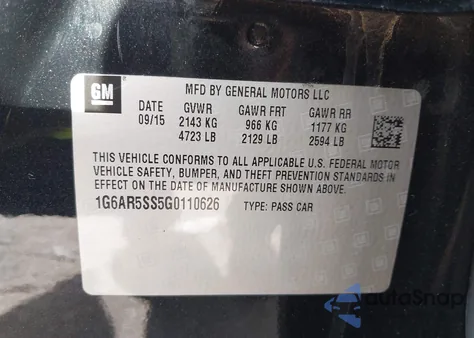 GM
MFD BY GENERAL MOTORS LLC
DATE GVWR GAWR FRT GAWR RR
09/15 2143 KG 966 KG 1177 KG
4723 LB 2129 LB 2594 LB
THIS VEHICLE CONFORMS TO ALL APPLICABLE U.S. FEDERAL MOTOR
VEHICLE SAFETY, BUMPER, AND THEFT PREVENTION STANDARDS IN
EFFECT ON THE DATE OF MANUFACTURE SHOWN ABOVE.
1G6AR5SS5G0110626 TYPE: PASS CAR
autoSnap